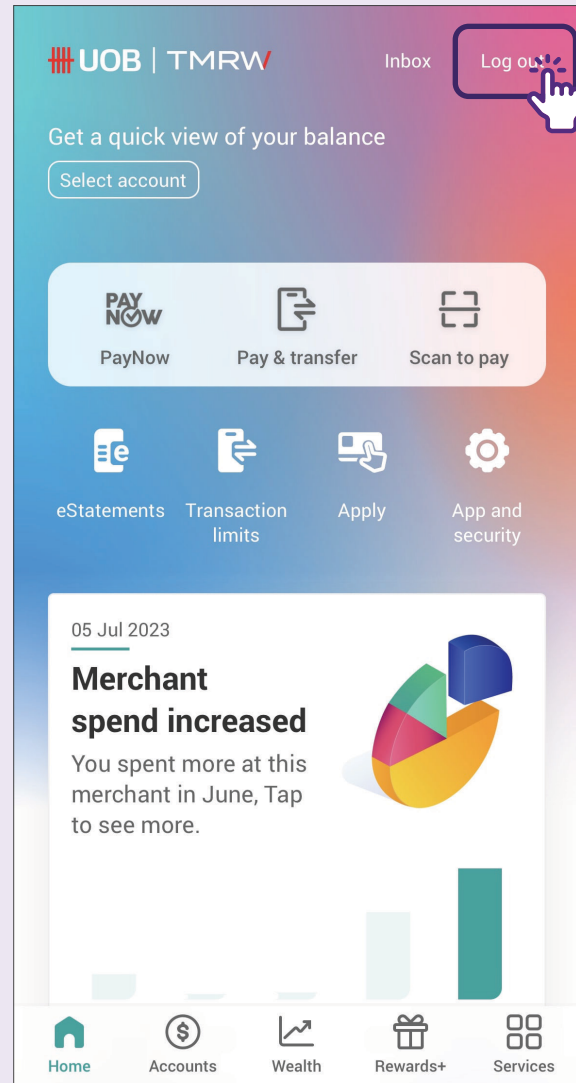 UOB | TMRW
Inbox
Log out
Get a quick view of your balance
Select account
PAY
NOW
PayNow
Pay & transfer
Scan to pay
e
eStatements
Transaction
limits
Apply
App and
security
05 Jul 2023
Merchant
spend increased
You spent more at this
merchant in June, Tap
to see more.
$
Home
Accounts
Wealth
Rewards+
Services